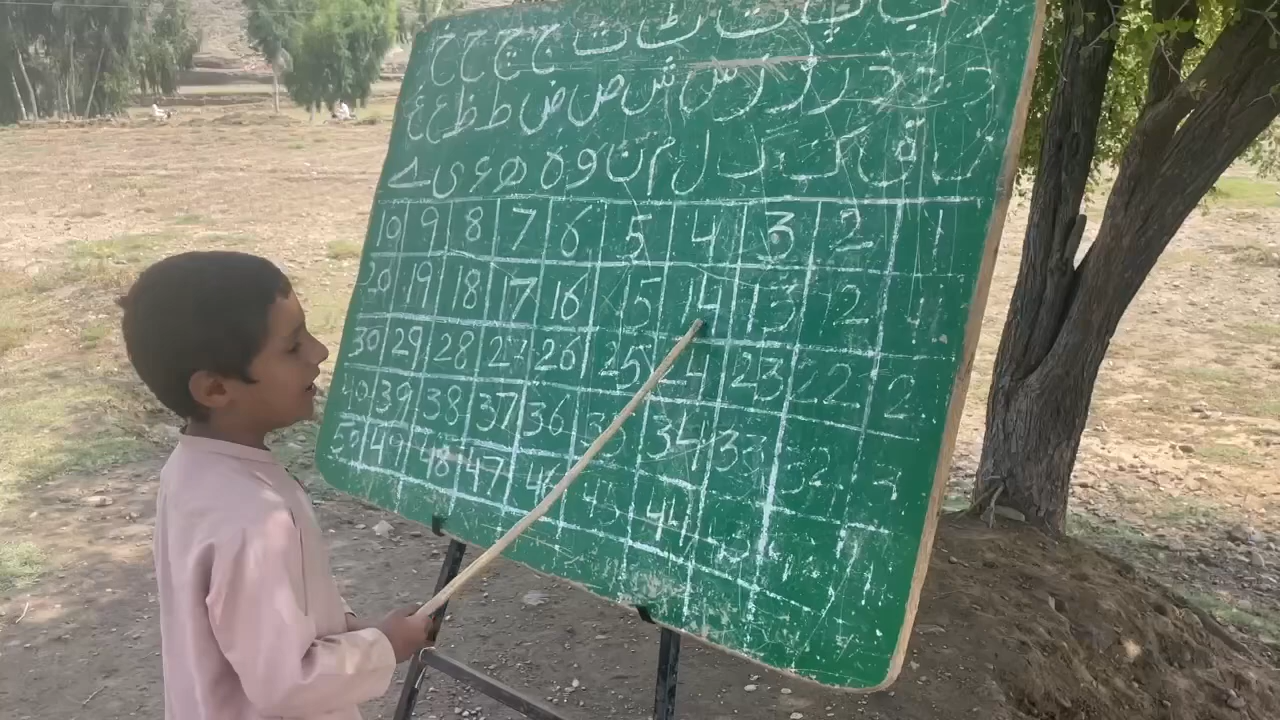 ب پ ت ٹ ث ج چ ح خ
د ر س ش ص ض ط ظ ع غ
ف ق ک گ ل م ن و ہ ھ ء ی ے
1 2 3 4 5 6 7 8 9 10
12 13 14 15 16 17 18 19 20
22 23 24 25 26 27 28 29 30
32 33 34 35 36 37 38 39 40
44 45 46 47 48 49 50